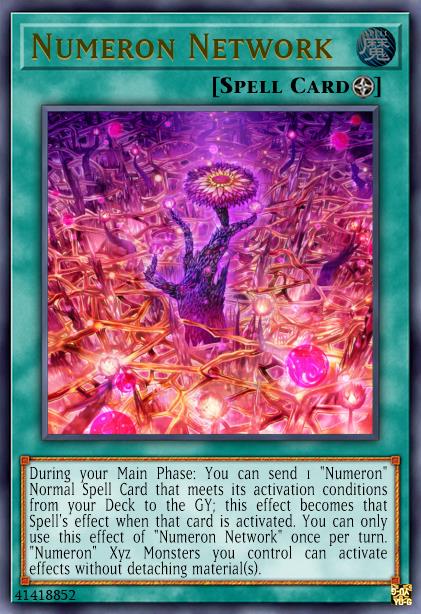 Numeron Network 魔
[Spell Card]
During your Main Phase: You can send 1 "Numeron"
Normal Spell Card that meets its activation conditions
from your Deck to the GY; this effect becomes that
Spell's effect when that card is activated. You can only
use this effect of "Numeron Network" once per turn.
"Numeron" Xyz Monsters you control can activate
effects without detaching material(s).
41418852